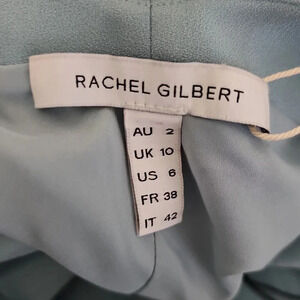 RACHEL GILBERT
AU 2
UK 10
US 6
FR 38
IT 42